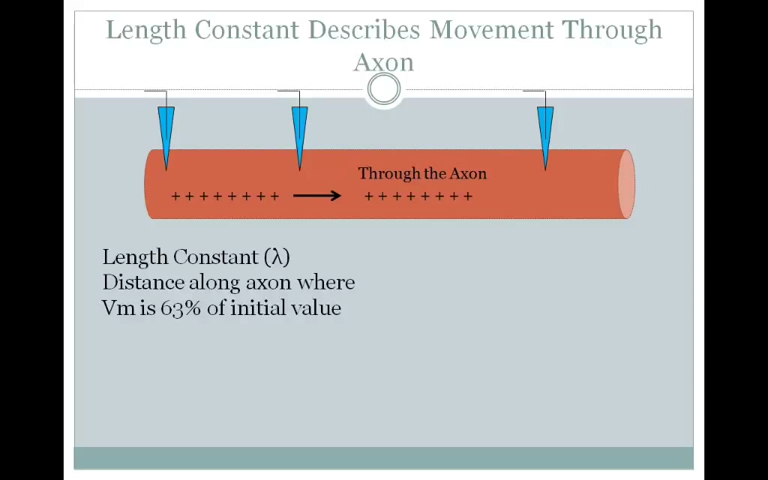 Length Constant Describes Movement Through
Axon
Through the Axon
+ + + + + + + + + + + + + + + +
Length Constant (λ)
Distance along axon where
Vm is 63% of initial value